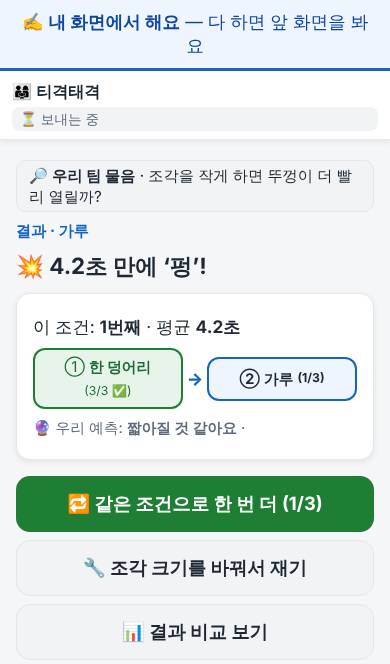 ✍️ 내 화면에서 해요 — 다 하면 앞 화면을 봐
요
👨‍👩‍👧 티격태격
⏳ 보내는 중
🔎 우리 팀 물음 · 조각을 작게 하면 뚜껑이 더 빨
리 열릴까?
결과 · 가루
💥 4.2초 만에 ‘펑’!
이 조건: 1번째 · 평균 4.2초
① 한 덩어리
(3/3 ✅)
→
② 가루 (1/3)
🔮 우리 예측: 짧아질 것 같아요 ·
🔁 같은 조건으로 한 번 더 (1/3)
🔧 조각 크기를 바꿔서 재기
📊 결과 비교 보기